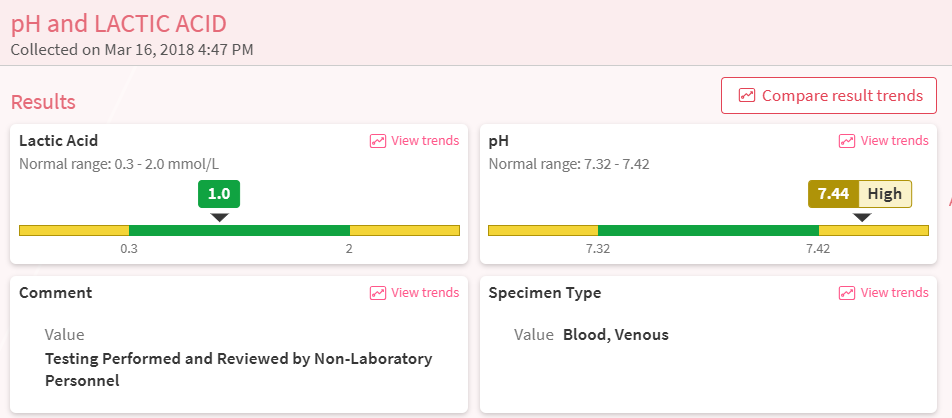 pH and LACTIC ACID
Collected on Mar 16, 2018 4:47 PM
Results
Compare result trends
Lactic Acid
View trends
Normal range: 0.3 - 2.0 mmol/L
1.0
0.3
2
pH
View trends
Normal range: 7.32 - 7.42
7.44 High
7.32
7.42
Comment
View trends
Value
Testing Performed and Reviewed by Non-Laboratory
Personnel
Specimen Type
View trends
Value Blood, Venous